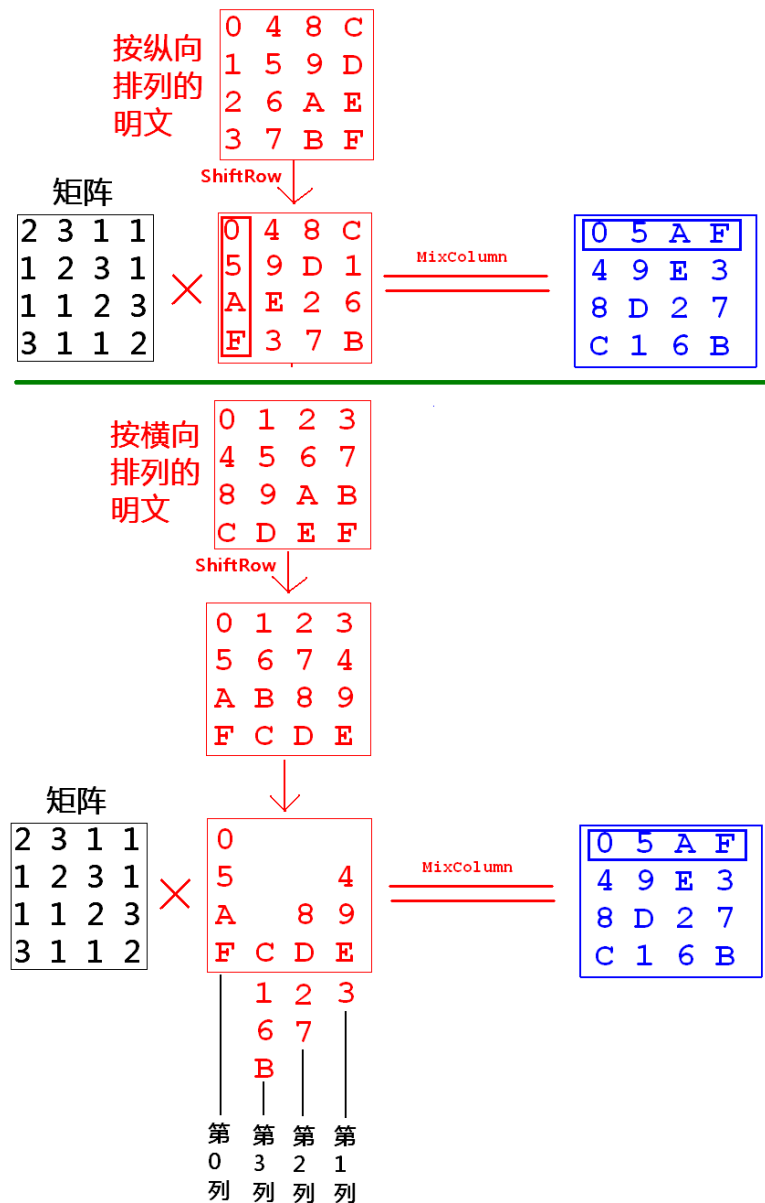 按纵向
排列的
明文
0 4 8 C
1 5 9 D
2 6 A E
3 7 B F
ShiftRow
矩阵
2 3 1 1
1 2 3 1
1 1 2 3
3 1 1 2
×
0 4 8 C
5 9 D 1
A E 2 6
F 3 7 B
MixColumn
0 5 A F
4 9 E 3
8 D 2 7
C 1 6 B
按横向
排列的
明文
0 1 2 3
4 5 6 7
8 9 A B
C D E F
ShiftRow
0 1 2 3
5 6 7 4
A B 8 9
F C D E
矩阵
2 3 1 1
1 2 3 1
1 1 2 3
3 1 1 2
×
0
5 4
A 8 9
F C D E
1 2 3
6 7
B
MixColumn
0 5 A F
4 9 E 3
8 D 2 7
C 1 6 B
第0列
第3列
第2列
第1列